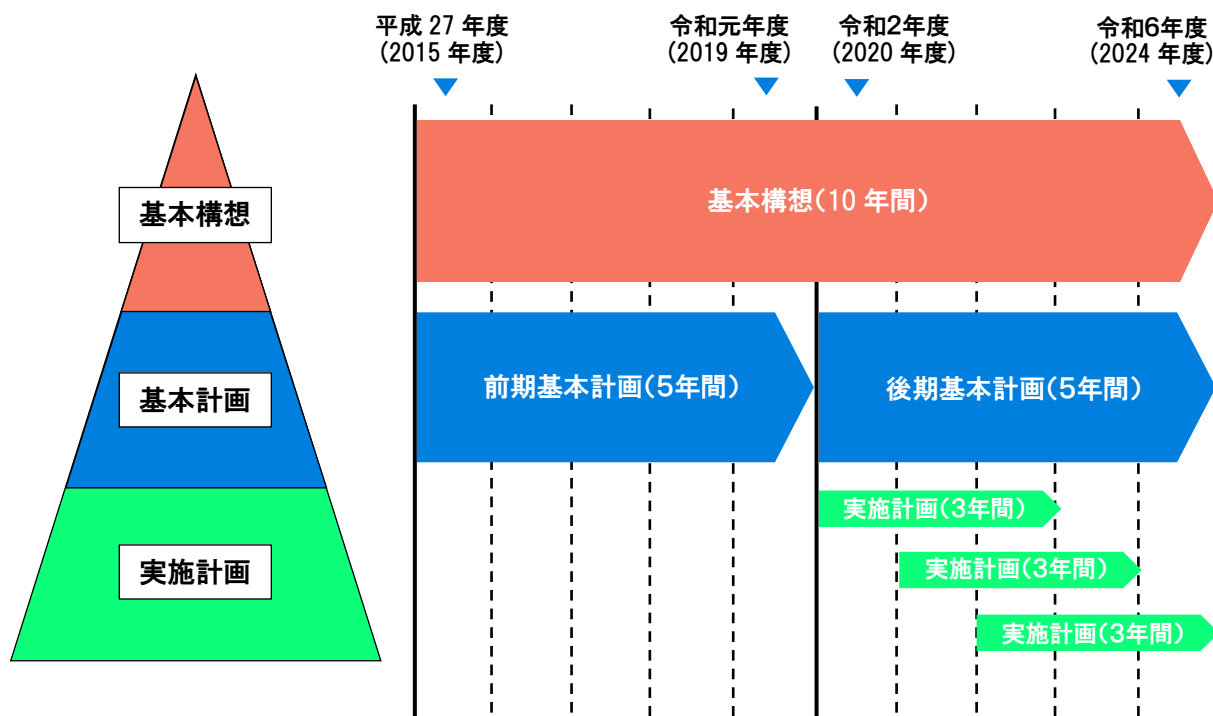 平成 27 年度
(2015 年度)
令和元年度
(2019 年度)
令和2年度
(2020 年度)
令和6年度
(2024 年度)
基本構想
基本構想(10 年間)
基本計画
前期基本計画(5年間)
後期基本計画(5年間)
実施計画
実施計画(3年間)
実施計画(3年間)
実施計画(3年間)